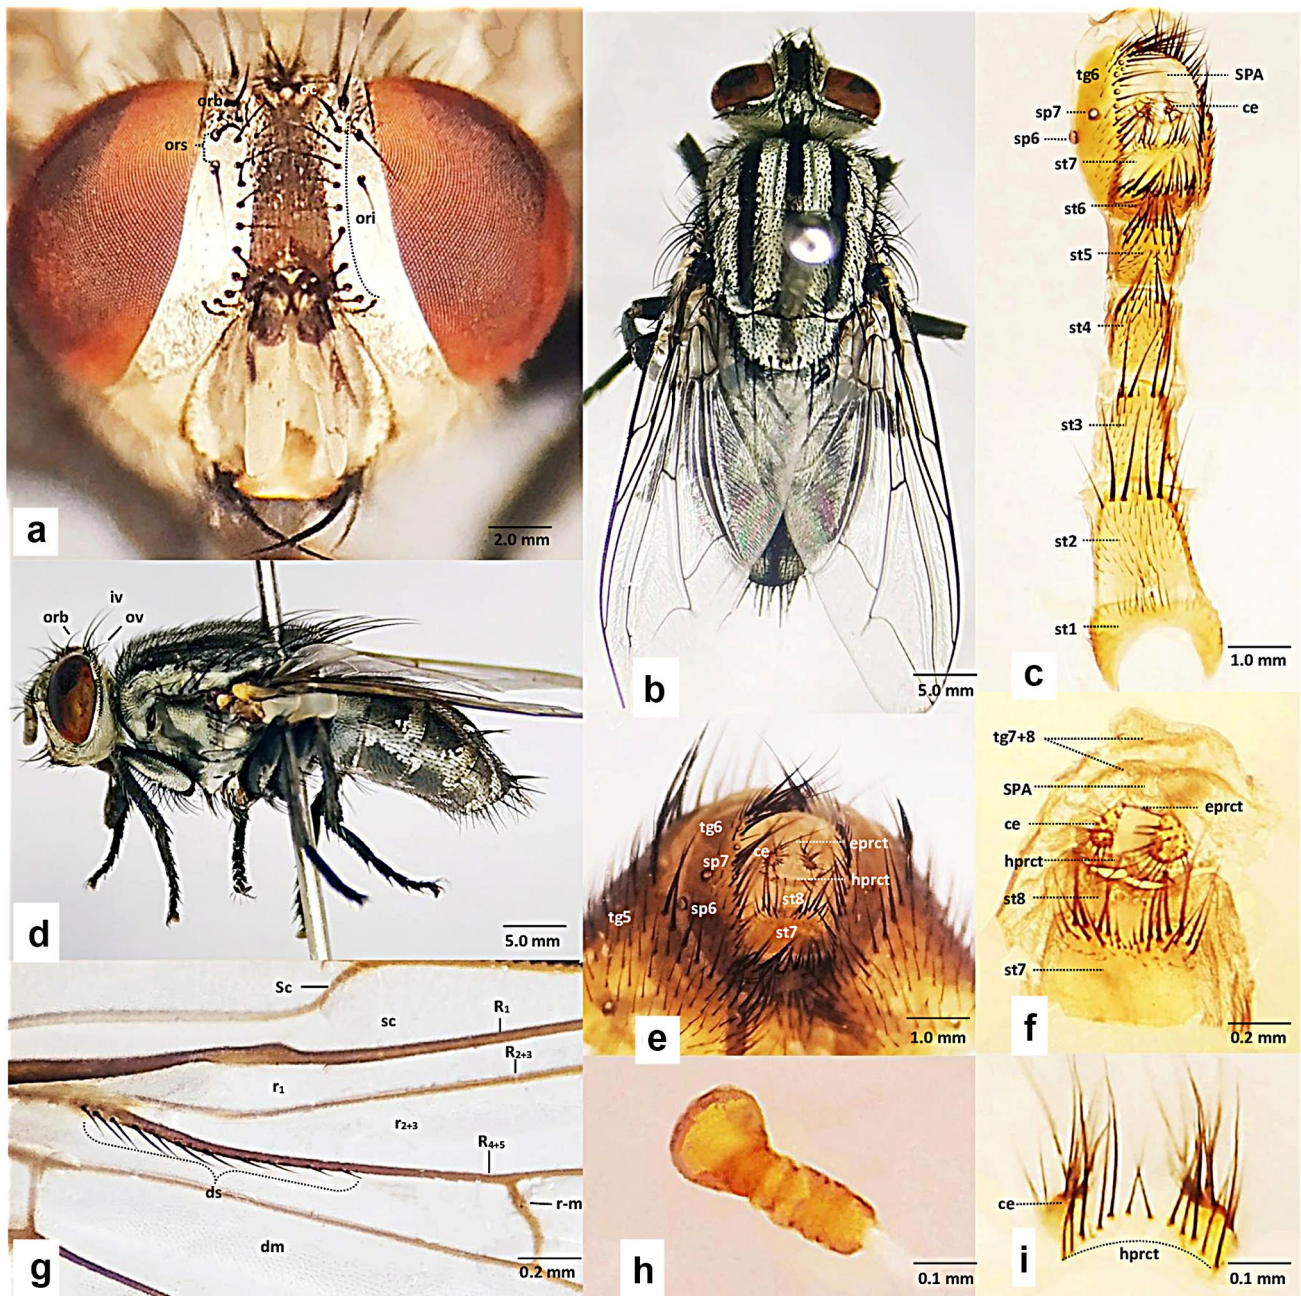 orb
oc
ors
ori
a
2.0 mm
b
5.0 mm
tg6
SPA
sp7
ce
sp6
st7
st6
st5
st4
st3
st2
st1
c
1.0 mm
iv
orb
ov
d
5.0 mm
tg6
ce
eprct
sp7
hprct
sp6
st8
tg5
st7
e
1.0 mm
tg7+8
SPA
eprct
ce
hprct
st8
st7
f
0.2 mm
Sc
sc
R1
R2+3
r1
r2+3
R4+5
ds
r-m
dm
g
0.2 mm
h
0.1 mm
ce
hprct
i
0.1 mm